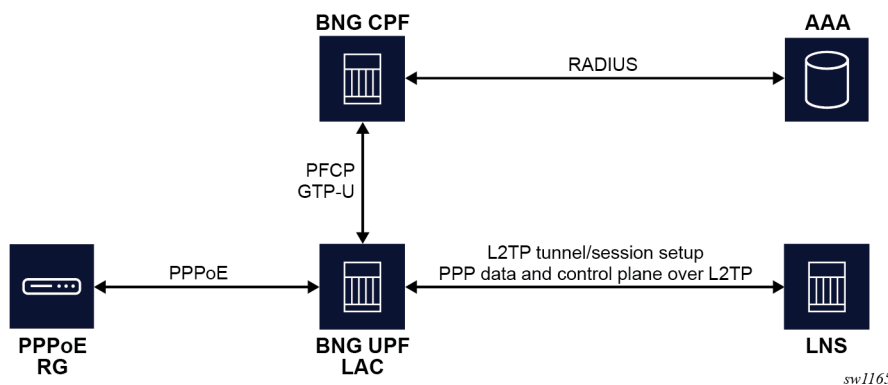 BNG CPF
AAA
RADIUS
PFCP
GTP-U
L2TP tunnel/session setup
PPPoE
PPP data and control plane over L2TP
PPPoE
RG
BNG UPF
LAC
LNS
sw1165